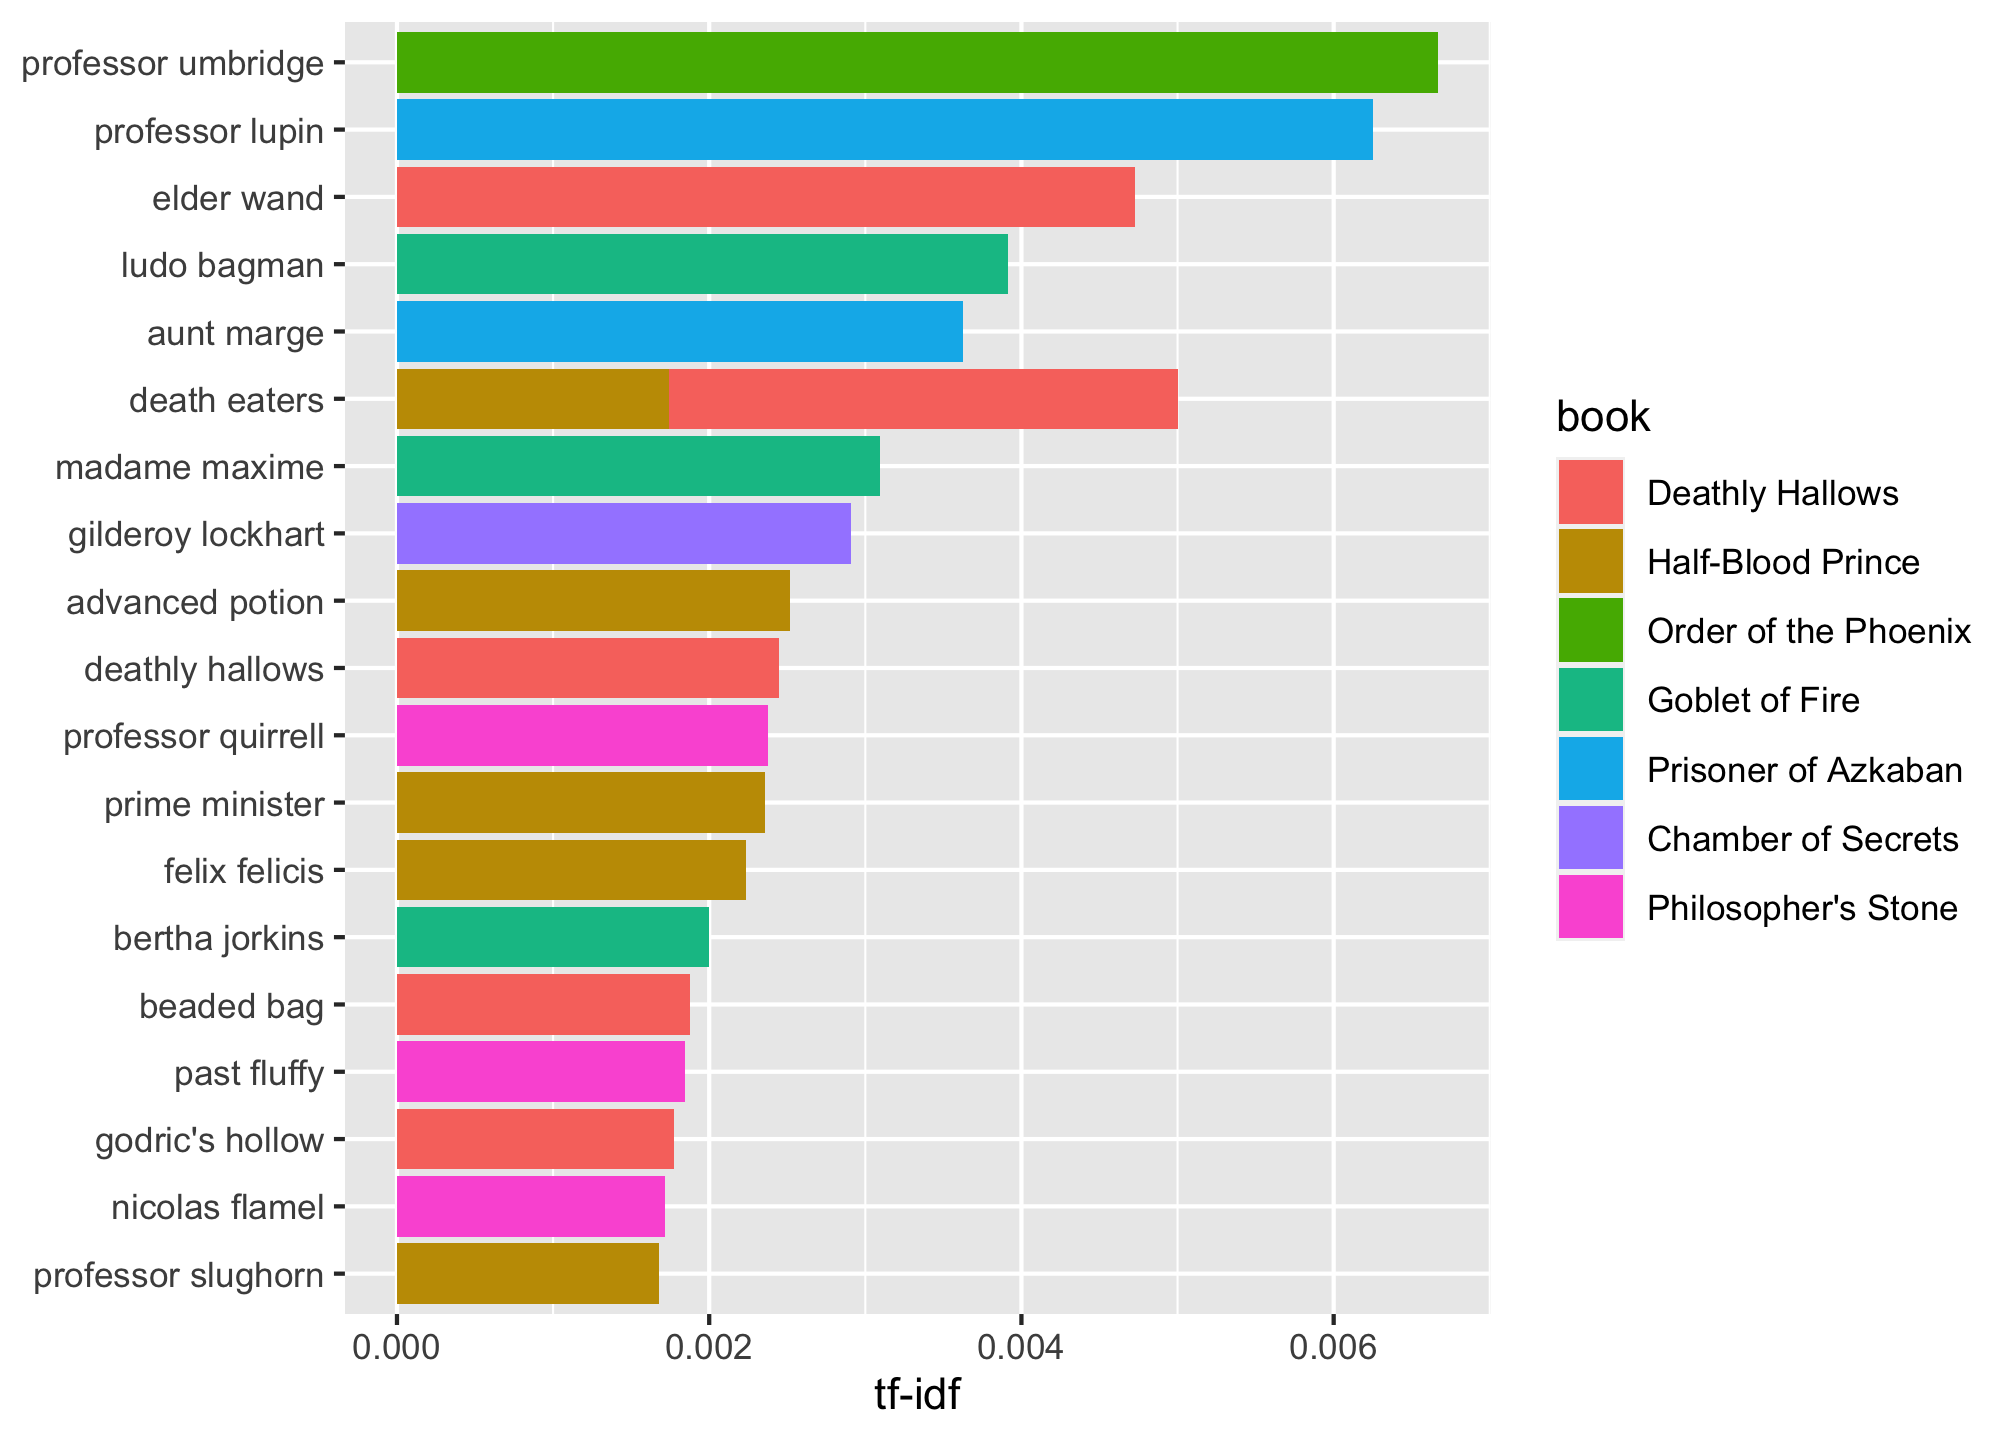 professor umbridge
professor lupin
elder wand
ludo bagman
aunt marge
death eaters
madame maxime
gilderoy lockhart
advanced potion
deathly hallows
professor quirrell
prime minister
felix felicis
bertha jorkins
beaded bag
past fluffy
godric's hollow
nicolas flamel
professor slughorn
0.000 0.002 0.004 0.006
tf-idf
book
Deathly Hallows
Half-Blood Prince
Order of the Phoenix
Goblet of Fire
Prisoner of Azkaban
Chamber of Secrets
Philosopher's Stone